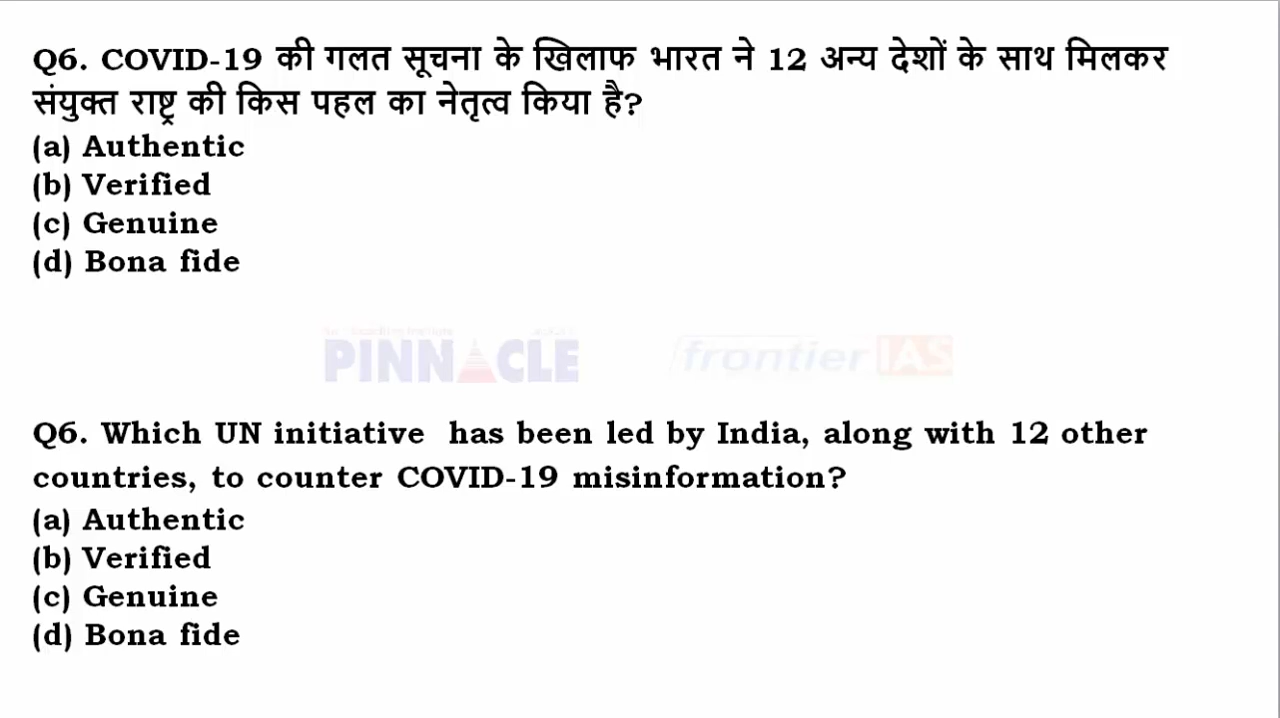 Q6. COVID-19 की गलत सूचना के खिलाफ भारत ने 12 अन्य देशों के साथ मिलकर
संयुक्त राष्ट्र की किस पहल का नेतृत्व किया है?
(a) Authentic
(b) Verified
(c) Genuine
(d) Bona fide
PINNACLE frontier IAS
Q6. Which UN initiative has been led by India, along with 12 other
countries, to counter COVID-19 misinformation?
(a) Authentic
(b) Verified
(c) Genuine
(d) Bona fide